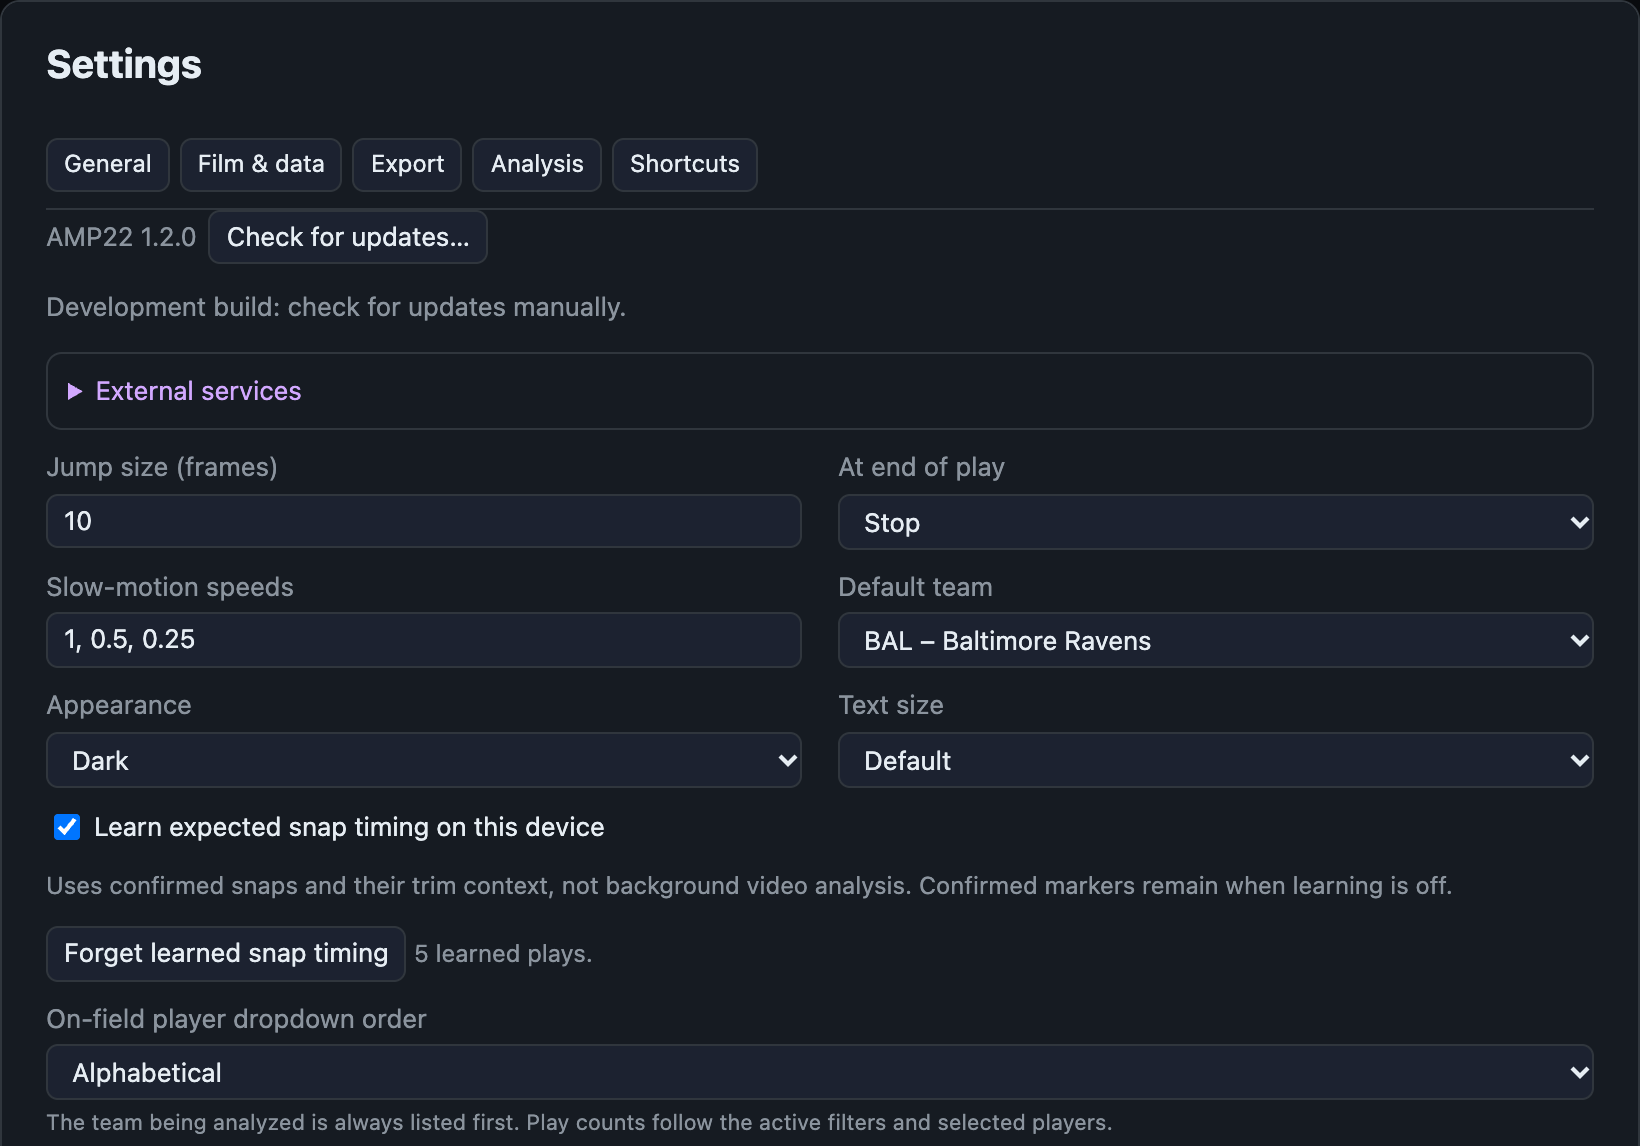 Settings
General Film & data Export Analysis Shortcuts
AMP22 1.2.0 Check for updates...
Development build: check for updates manually.
External services
Jump size (frames) At end of play
10 Stop
Slow-motion speeds Default team
1, 0.5, 0.25 BAL – Baltimore Ravens
Appearance Text size
Dark Default
Learn expected snap timing on this device
Uses confirmed snaps and their trim context, not background video analysis. Confirmed markers remain when learning is off.
Forget learned snap timing 5 learned plays.
On-field player dropdown order
Alphabetical
The team being analyzed is always listed first. Play counts follow the active filters and selected players.